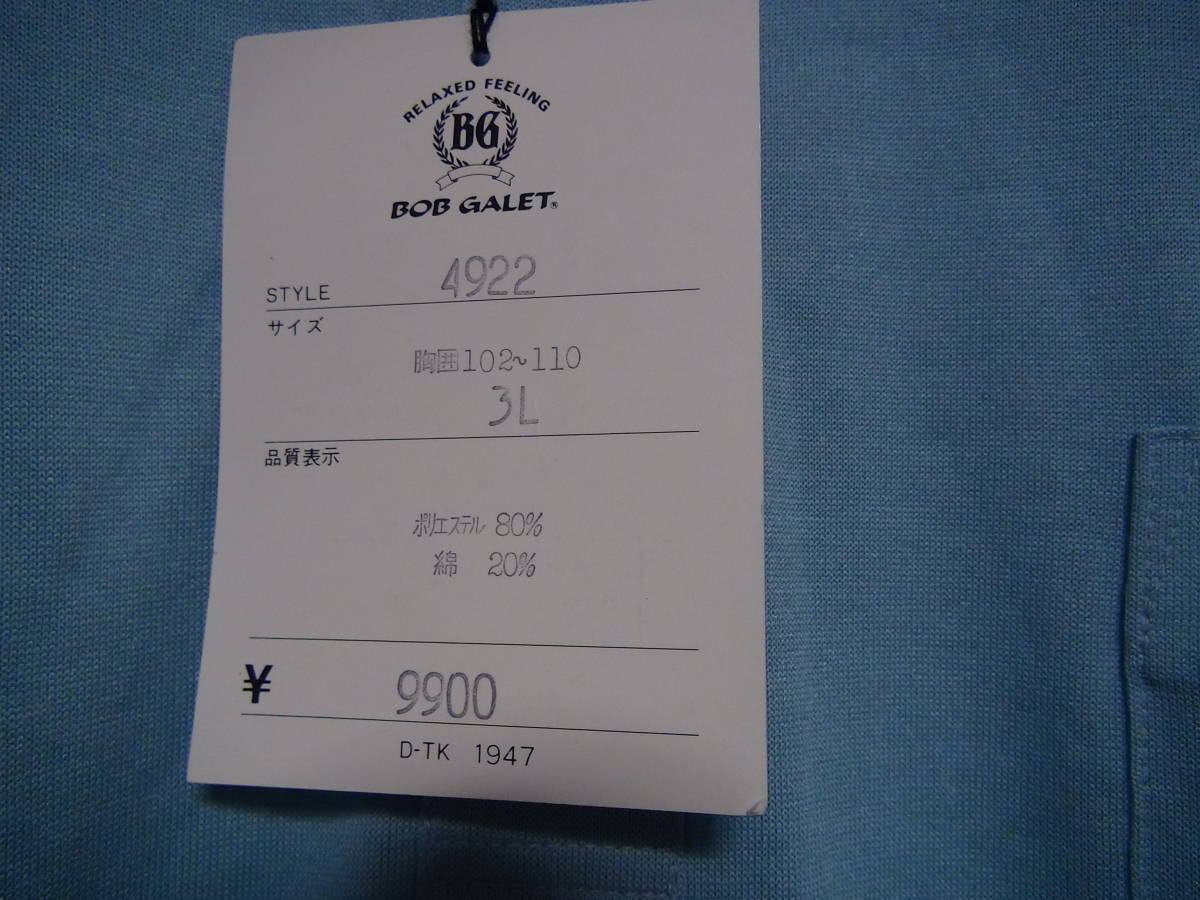 RELAXED FEELING
BG
BOB GALET®
STYLE 4922
サイズ
胸囲102~110
3L
品質表示
ポリエステル 80%
綿 20%
¥ 9900
D-TK 1947